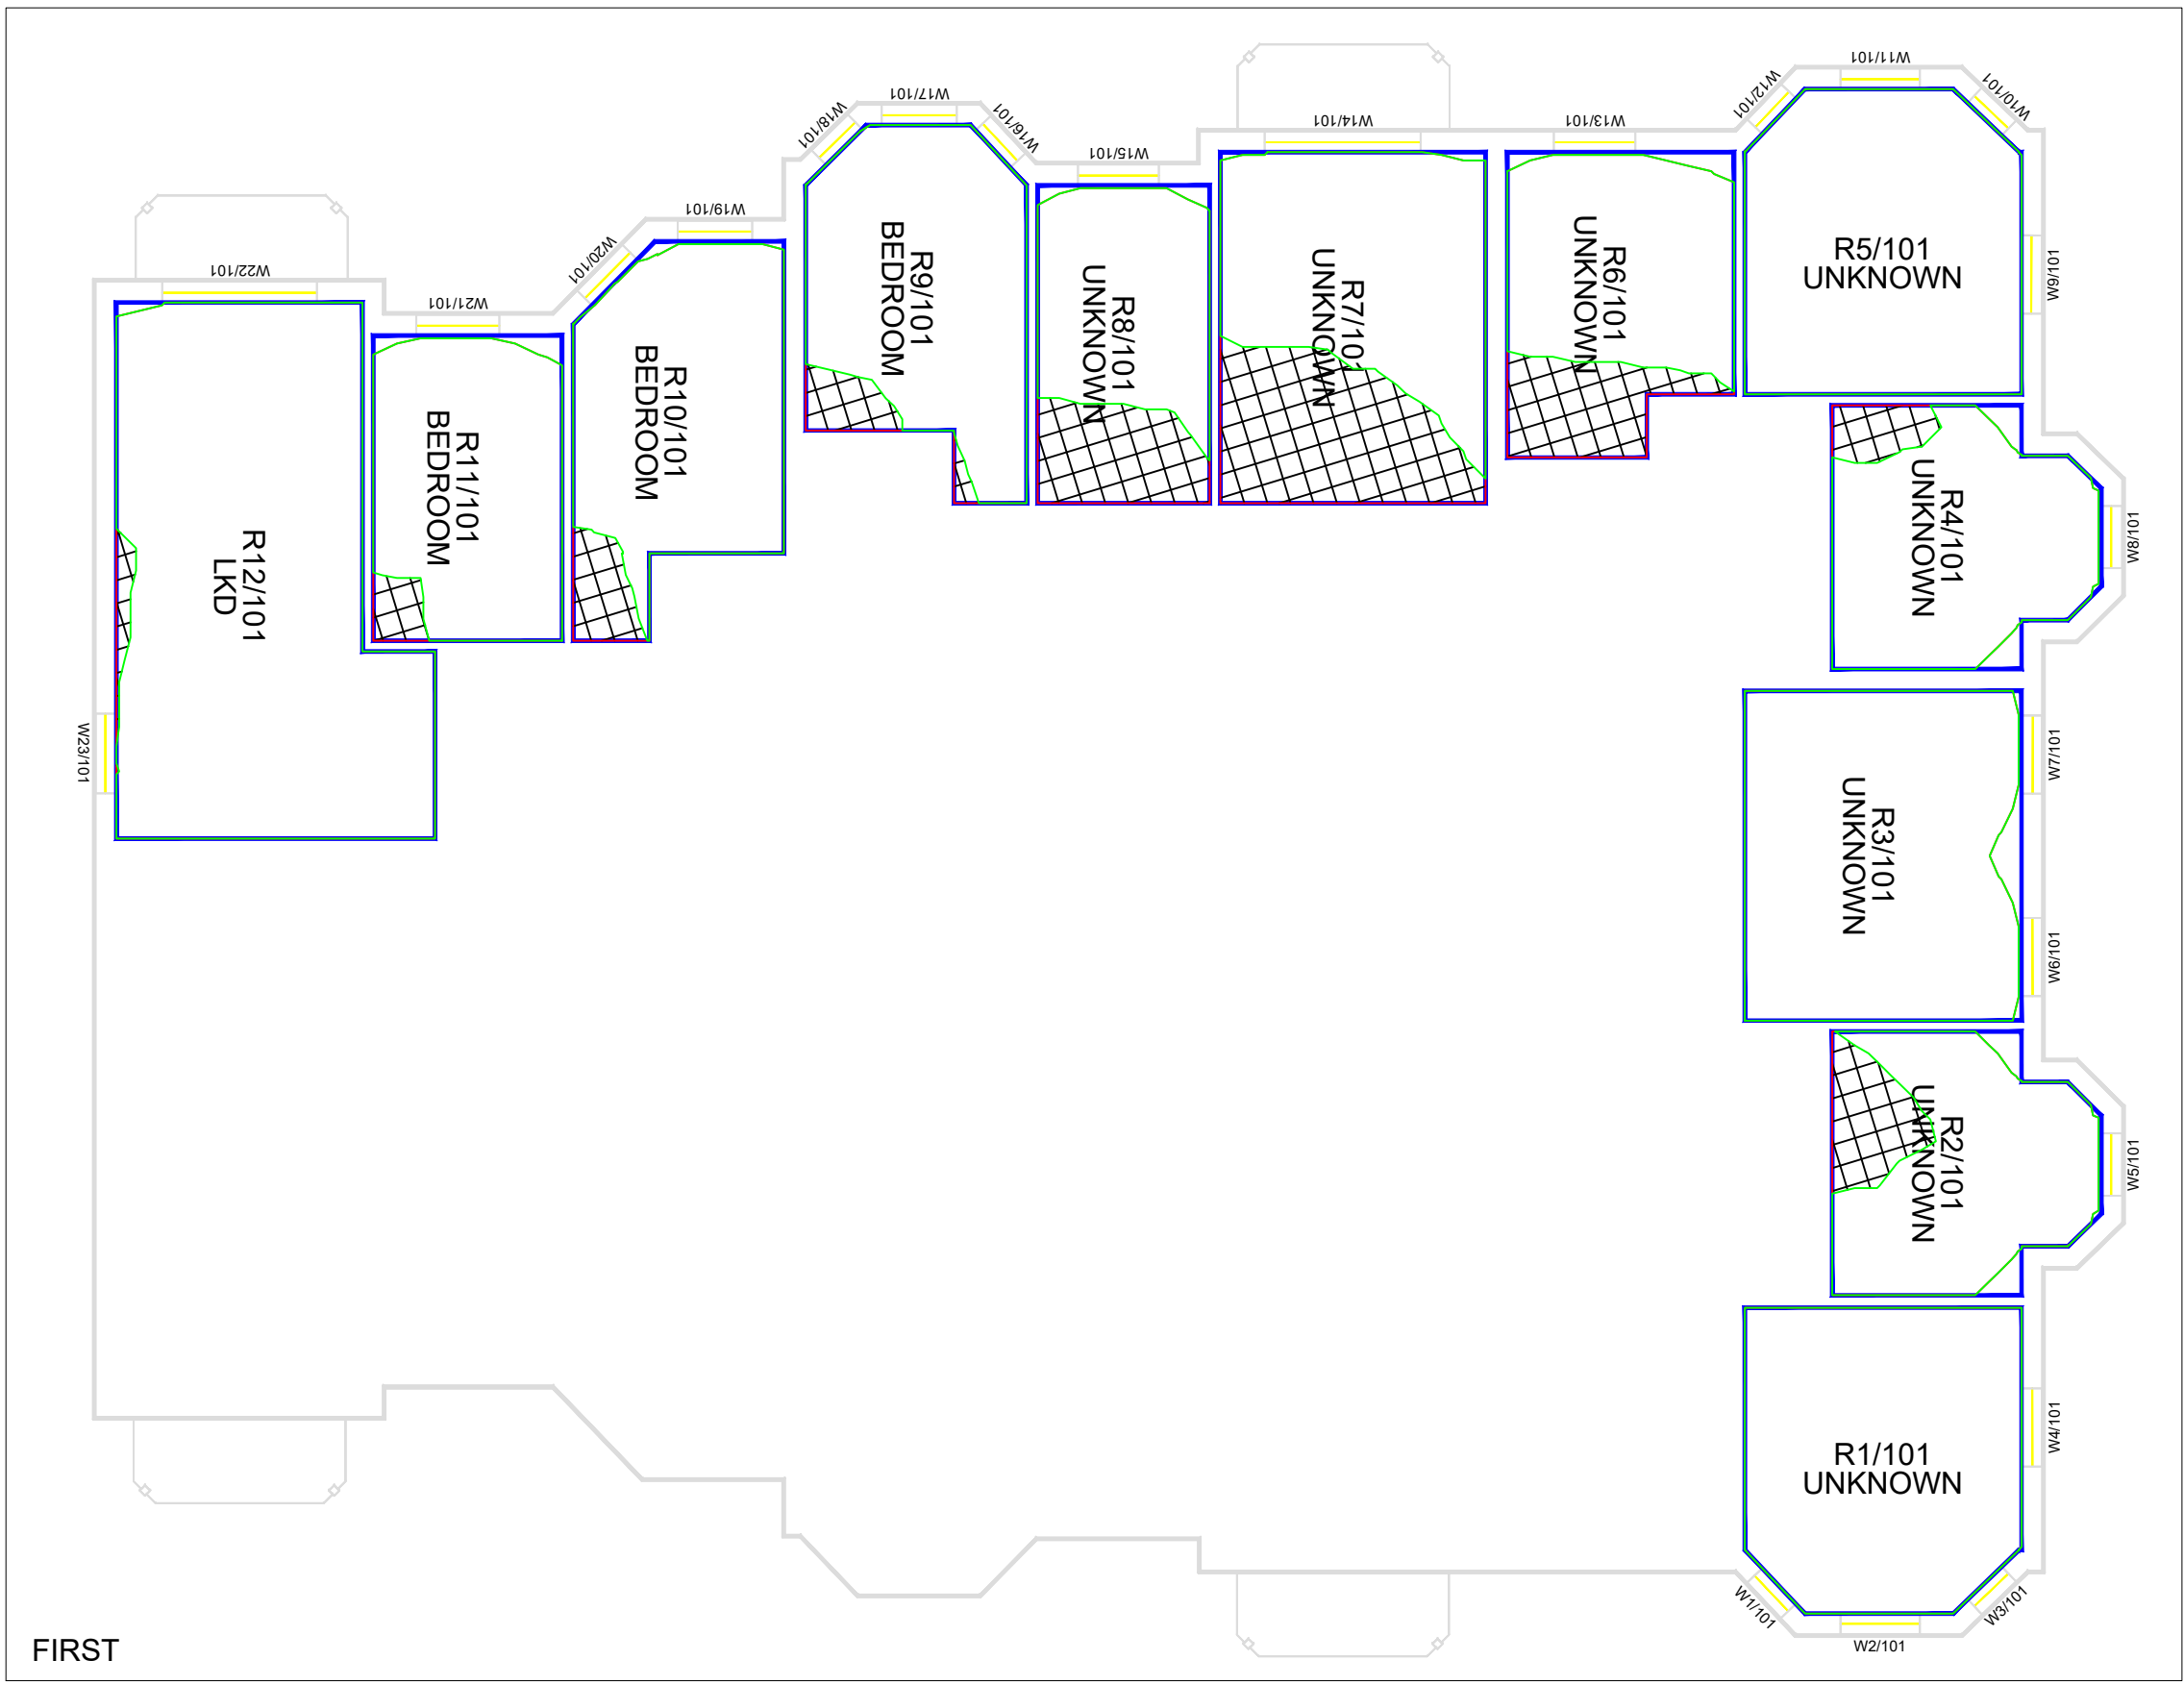 W11/101
W12/101
W10/101
W17/101
W18/101
W16/101
W14/101
W13/101
W15/101
W19/101
W20/101
W22/101
W21/101
W9/101
R5/101
UNKNOWN
R6/101
UNKNOWN
R7/101
UNKNOWN
R8/101
UNKNOWN
R9/101
BEDROOM
R10/101
BEDROOM
R11/101
BEDROOM
R12/101
LKD
R4/101
UNKNOWN
W8/101
W23/101
W7/101
R3/101
UNKNOWN
W6/101
R2/101
UNKNOWN
W5/101
W4/101
R1/101
UNKNOWN
W1/101
W3/101
W2/101
FIRST